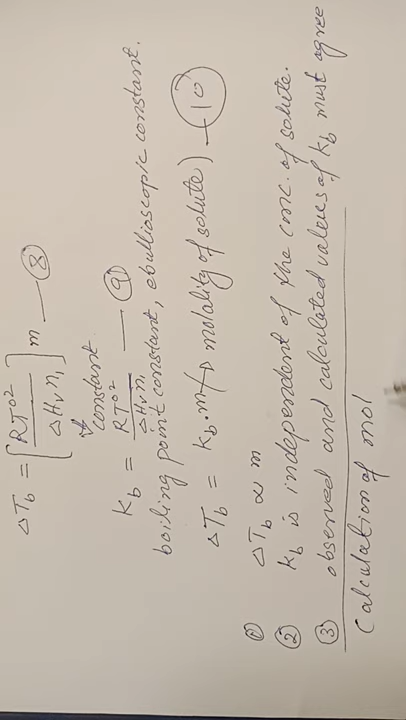 ΔT_b = [RT°² / ΔH_v n₁] m — (8)
constant
k_b = RT°² / ΔH_v n₁ — (9)
boiling point constant, ebullioscopic constant.
ΔT_b = k_b . m (→ molality of solute) — (10)
(1) ΔT_b ∝ m
(2) k_b is independent of the conc. of solute.
(3) observed and calculated values of k_b must agree
Calculation of mol